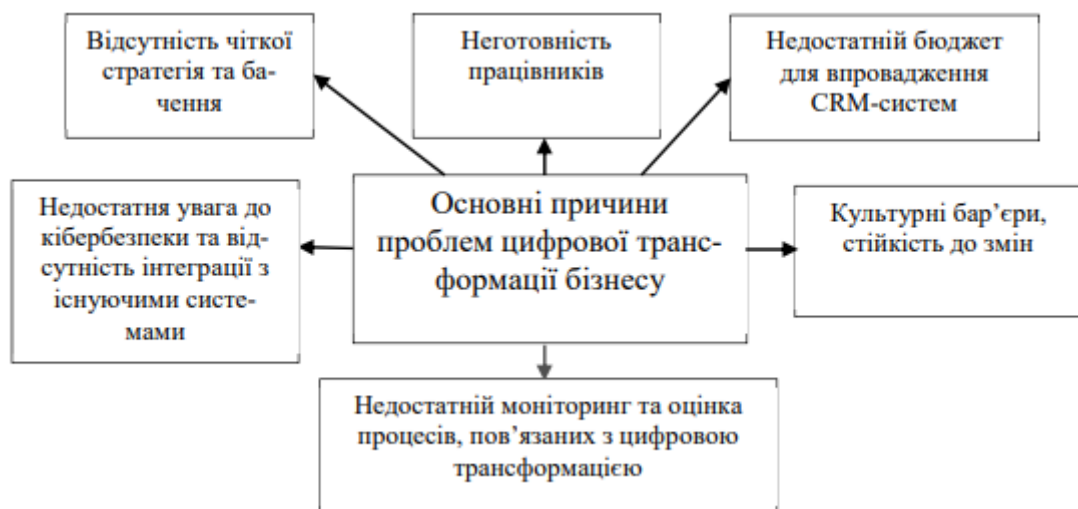 Відсутність чіткої
стратегія та ба-
чення
Неготовність
працівників
Недостатній бюджет
для впровадження
CRM-систем
Недостатня увага до
кібербезпеки та від-
сутність інтеграції з
існуючими систе-
мами
Основні причини
проблем цифрової транс-
формації бізнесу
Культурні бар’єри,
стійкість до змін
Недостатній моніторинг та оцінка
процесів, пов’язаних з цифровою
трансформацією